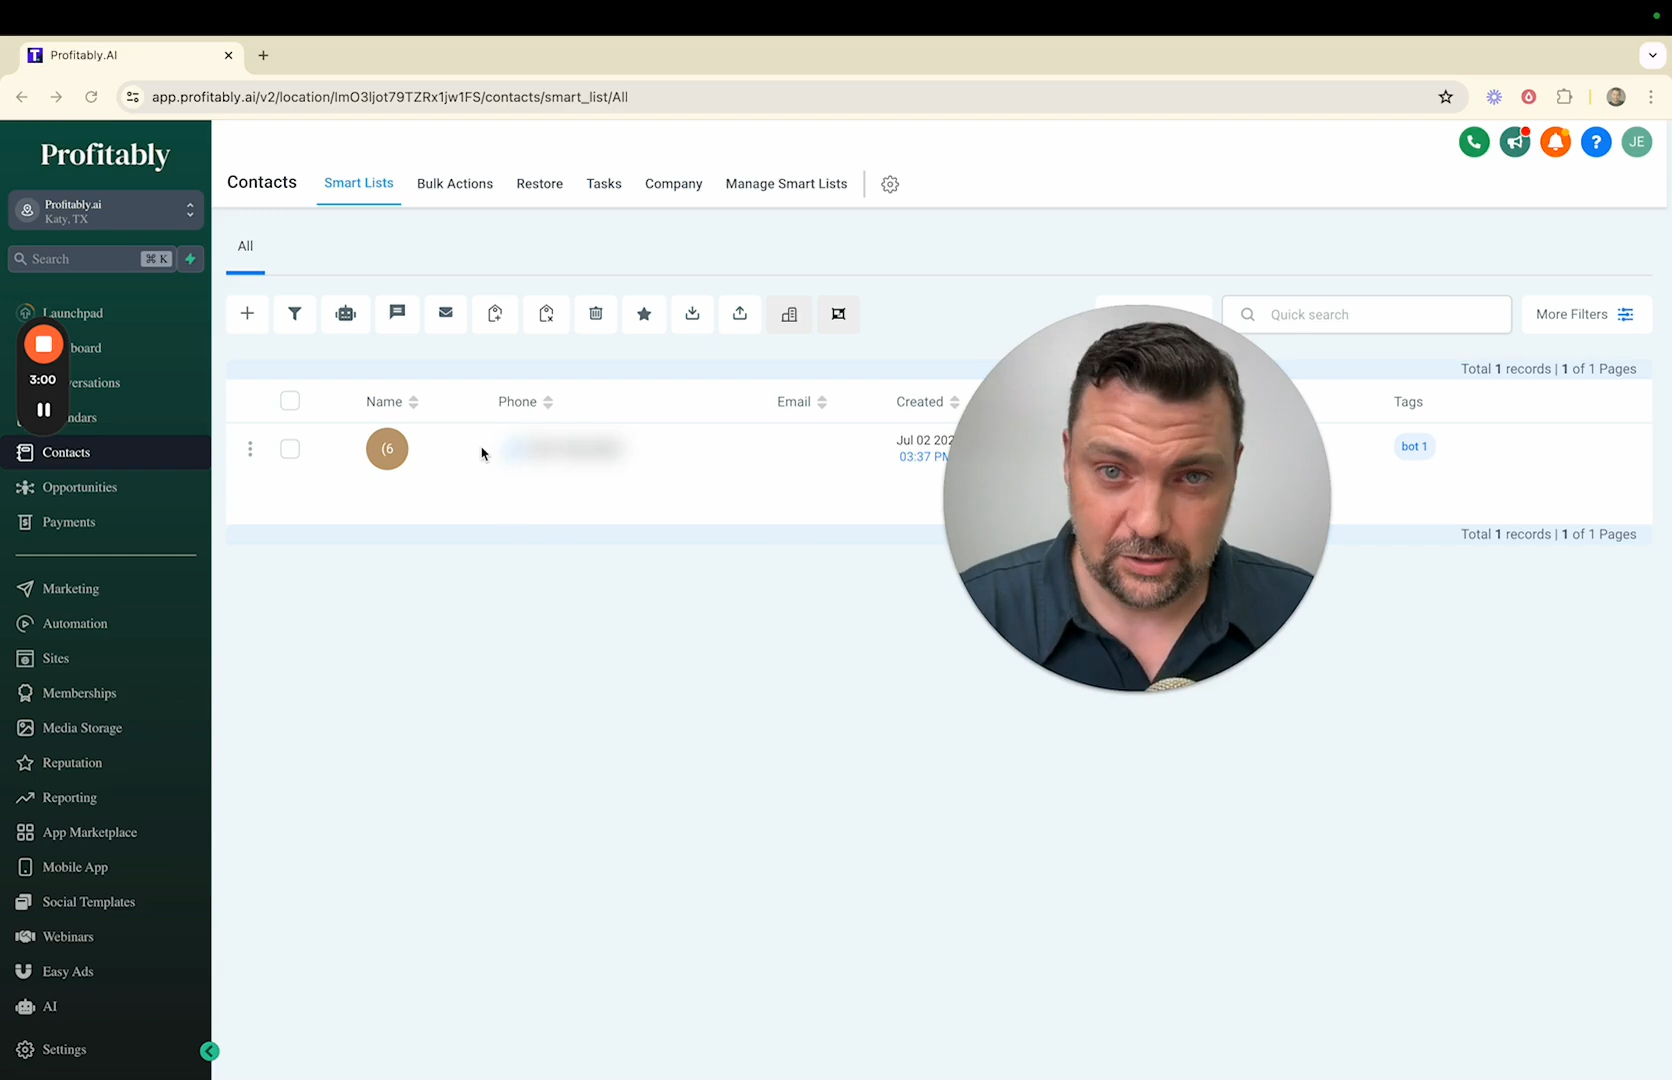 Profitably.AI
app.profitably.ai/v2/location/lmO3ljot79TZRx1jw1FS/contacts/smart_list/All
Profitably
Profitably.ai
Katy, TX
Search
⌘ K
Launchpad
board
ersations
ndars
3:00
Contacts
Opportunities
Payments
Marketing
Automation
Sites
Memberships
Media Storage
Reputation
Reporting
App Marketplace
Mobile App
Social Templates
Webinars
Easy Ads
AI
Settings
JE
Contacts
Smart Lists
Bulk Actions
Restore
Tasks
Company
Manage Smart Lists
All
Quick search
More Filters
Total 1 records | 1 of 1 Pages
Name
Phone
Email
Created
Tags
(6
Jul 02 202
03:37 PM
bot 1
Total 1 records | 1 of 1 Pages